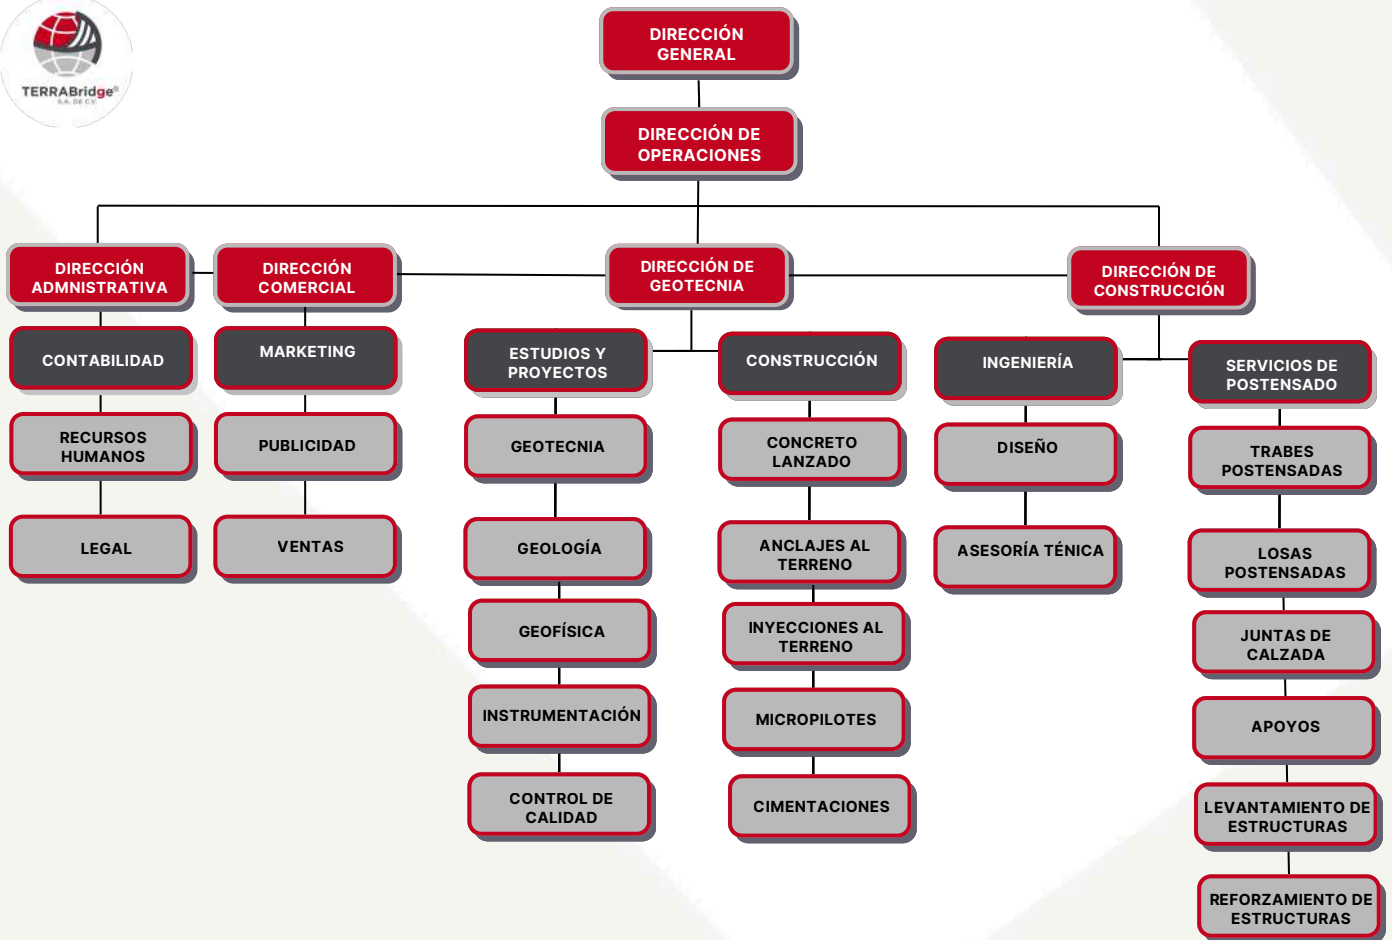 TERRABridge®
S.A. DE C.V.
DIRECCIÓN
GENERAL
DIRECCIÓN DE
OPERACIONES
DIRECCIÓN
ADMNISTRATIVA
DIRECCIÓN
COMERCIAL
DIRECCIÓN DE
GEOTECNIA
DIRECCIÓN DE
CONSTRUCCIÓN
CONTABILIDAD
RECURSOS
HUMANOS
LEGAL
MARKETING
PUBLICIDAD
VENTAS
ESTUDIOS Y
PROYECTOS
GEOTECNIA
GEOLOGÍA
GEOFÍSICA
INSTRUMENTACIÓN
CONTROL DE
CALIDAD
CONSTRUCCIÓN
CONCRETO
LANZADO
ANCLAJES AL
TERRENO
INYECCIONES AL
TERRENO
MICROPILOTES
CIMENTACIONES
INGENIERÍA
DISEÑO
ASESORÍA TÉNICA
SERVICIOS DE
POSTENSADO
TRABES
POSTENSADAS
LOSAS
POSTENSADAS
JUNTAS DE
CALZADA
APOYOS
LEVANTAMIENTO DE
ESTRUCTURAS
REFORZAMIENTO DE
ESTRUCTURAS